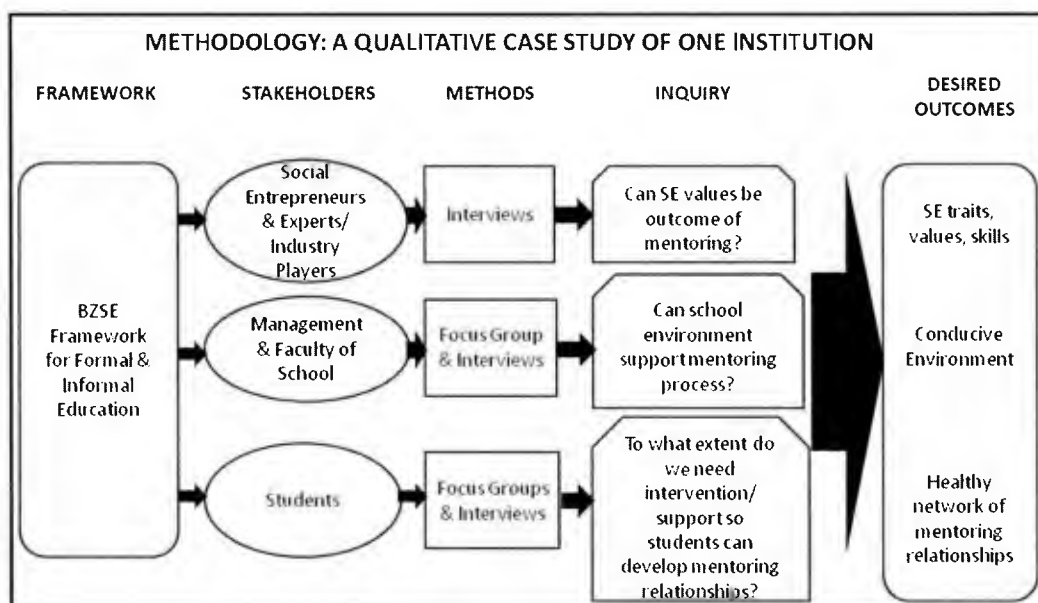 METHODOLOGY: A QUALITATIVE CASE STUDY OF ONE INSTITUTION
FRAMEWORK
STAKEHOLDERS
METHODS
INQUIRY
DESIRED
OUTCOMES
BZSE
Framework
for Formal &
Informal
Education
Social
Entrepreneurs
& Experts/
Industry
Players
Interviews
Can SE values be
outcome of
mentoring?
Management
& Faculty of
School
Focus Group
& Interviews
Can school
environment
support mentoring
process?
Students
Focus Groups
& Interviews
To what extent do
we need
intervention/
support so
students can
develop mentoring
relationships?
SE traits,
values, skills
Conducive
Environment
Healthy
network of
mentoring
relationships